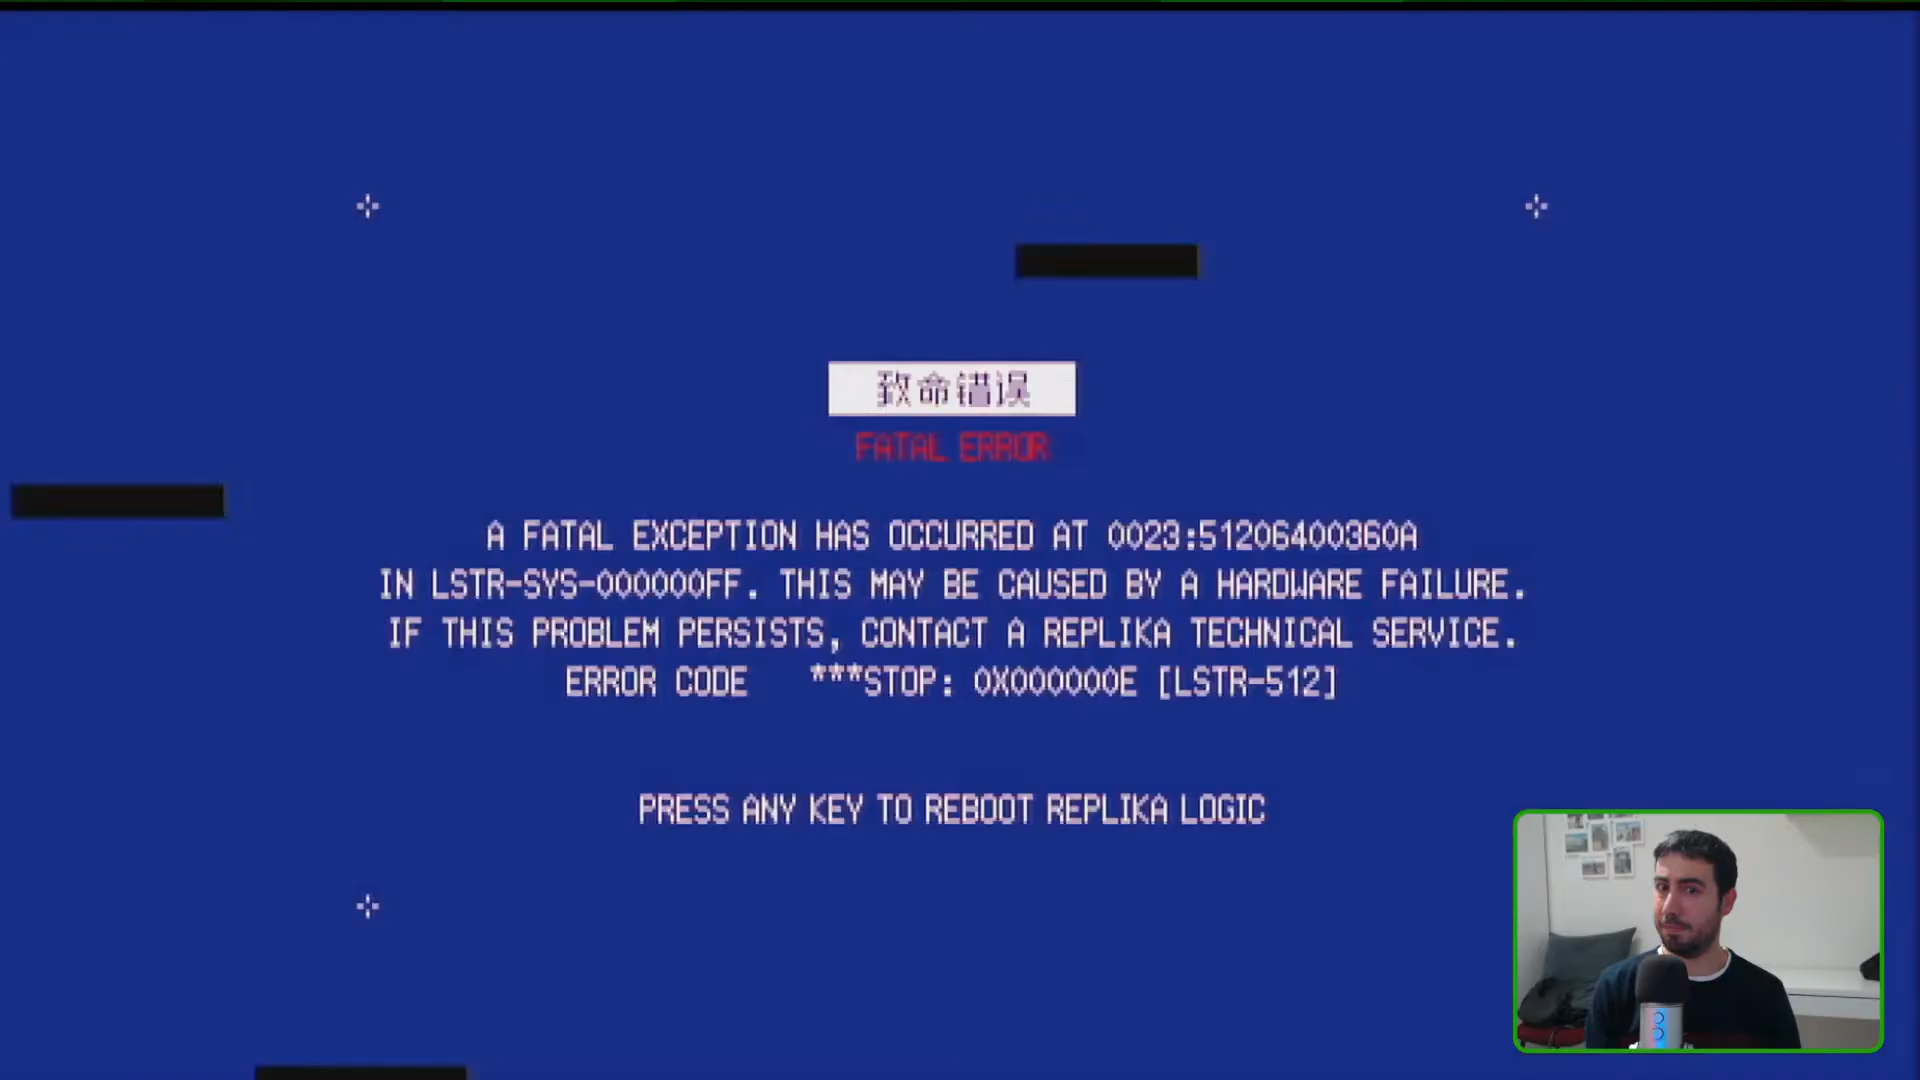 致命错误
FATAL ERROR
A FATAL EXCEPTION HAS OCCURRED AT 0023:51206400360A
IN LSTR-SYS-000000FF. THIS MAY BE CAUSED BY A HARDWARE FAILURE.
IF THIS PROBLEM PERSISTS, CONTACT A REPLIKA TECHNICAL SERVICE.
ERROR CODE ***STOP: 0X000000E [LSTR-512]
PRESS ANY KEY TO REBOOT REPLIKA LOGIC